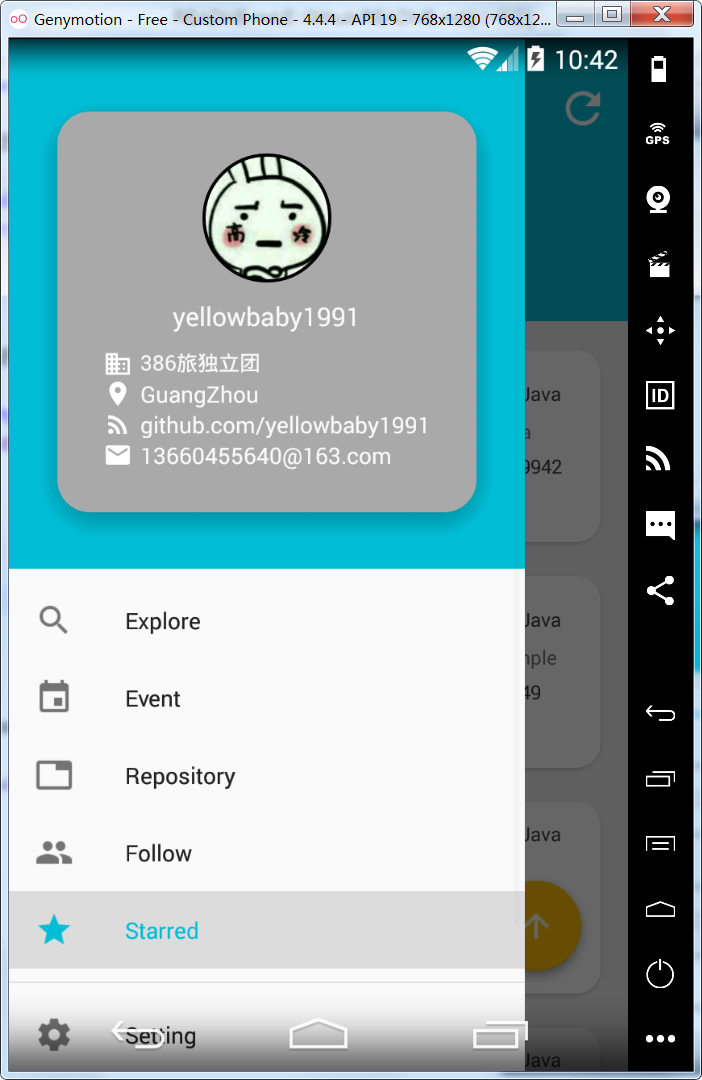 Genymotion - Free - Custom Phone - 4.4.4 - API 19 - 768x1280 (768x12...
10:42
GPS
高 冷
yellowbaby1991
386旅独立团
GuangZhou
github.com/yellowbaby1991
13660455640@163.com
Java
a
9942
ID
Explore
Java
mple
49
Event
Repository
Java
Follow
Starred
Setting
Java